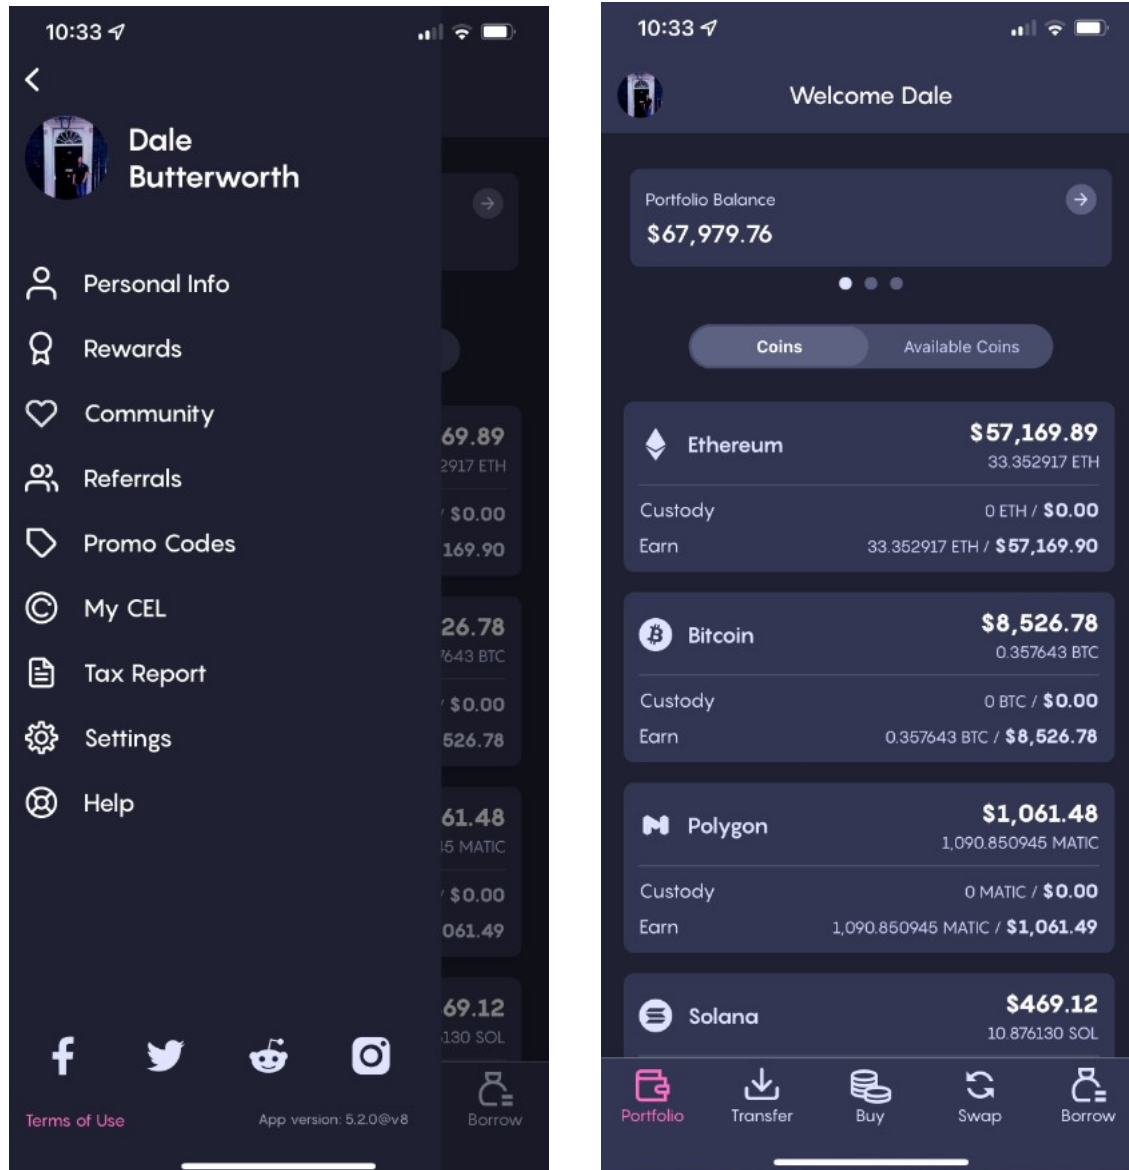 10:33
Dale
Butterworth
Personal Info
Rewards
Community
Referrals
Promo Codes
My CEL
Tax Report
Settings
Help
Terms of Use
App version: 5.2.0@v8
69.89
2917 ETH
/ $0.00
169.90
26.78
7643 BTC
/ $0.00
526.78
61.48
45 MATIC
/ $0.00
061.49
69.12
6130 SOL
Borrow
10:33
Welcome Dale
Portfolio Balance
$67,979.76
Coins Available Coins
Ethereum $57,169.89
33.352917 ETH
Custody 0 ETH / $0.00
Earn 33.352917 ETH / $57,169.90
Bitcoin $8,526.78
0.357643 BTC
Custody 0 BTC / $0.00
Earn 0.357643 BTC / $8,526.78
Polygon $1,061.48
1,090.850945 MATIC
Custody 0 MATIC / $0.00
Earn 1,090.850945 MATIC / $1,061.49
Solana $469.12
10.876130 SOL
Portfolio Transfer Buy Swap Borrow